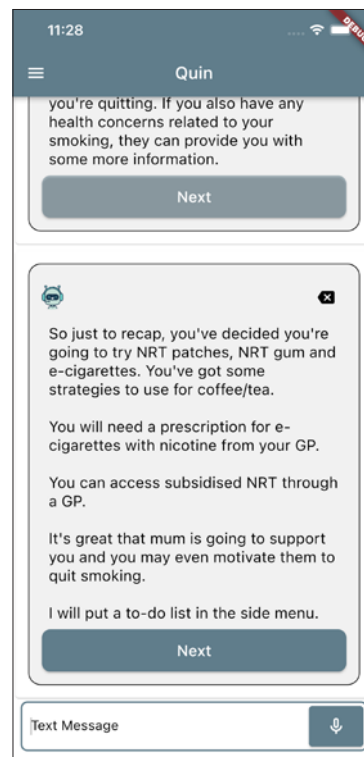 11:28
DEBUG
Quin
you're quitting. If you also have any
health concerns related to your
smoking, they can provide you with
some more information.
Next
So just to recap, you've decided you're
going to try NRT patches, NRT gum and
e-cigarettes. You've got some
strategies to use for coffee/tea.
You will need a prescription for e-
cigarettes with nicotine from your GP.
You can access subsidised NRT through
a GP.
It's great that mum is going to support
you and you may even motivate them to
quit smoking.
I will put a to-do list in the side menu.
Next
Text Message